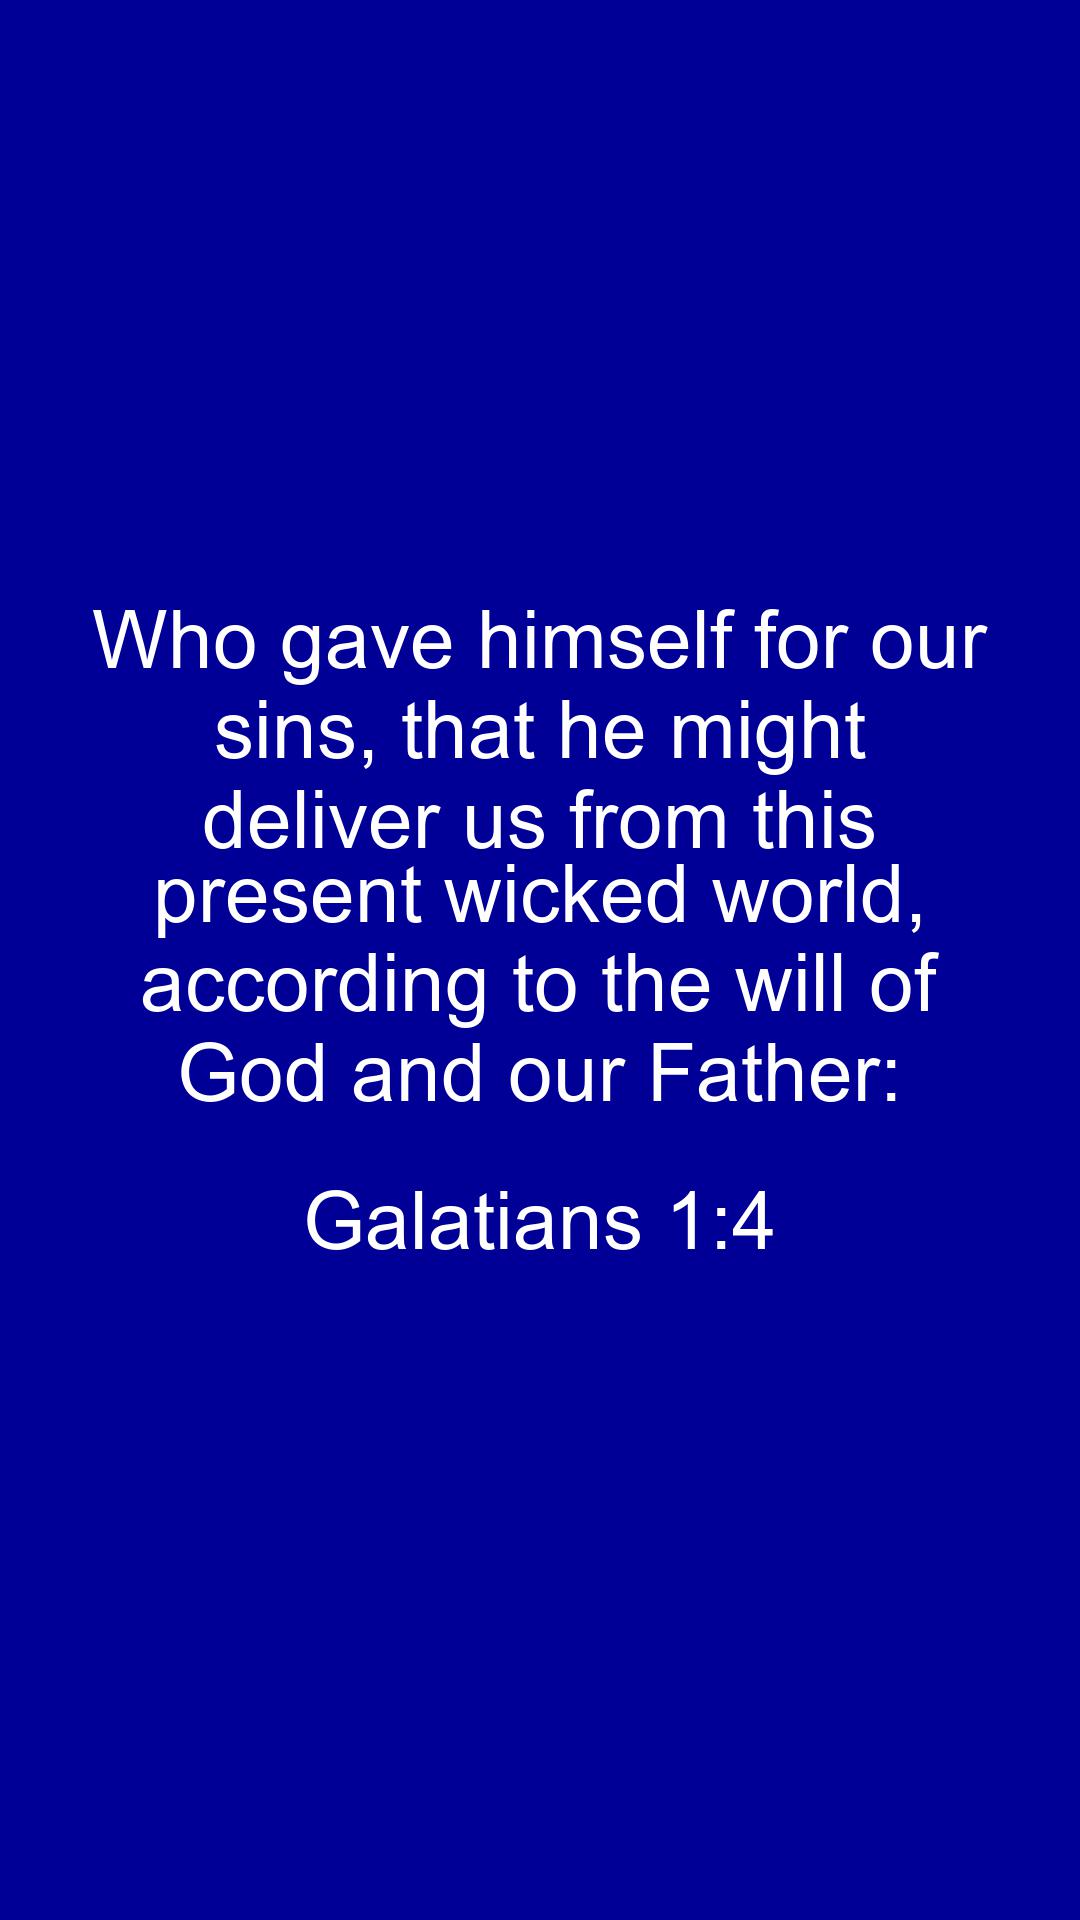 Who gave himself for our
sins, that he might
deliver us from this
present wicked world,
according to the will of
God and our Father:
Galatians 1:4